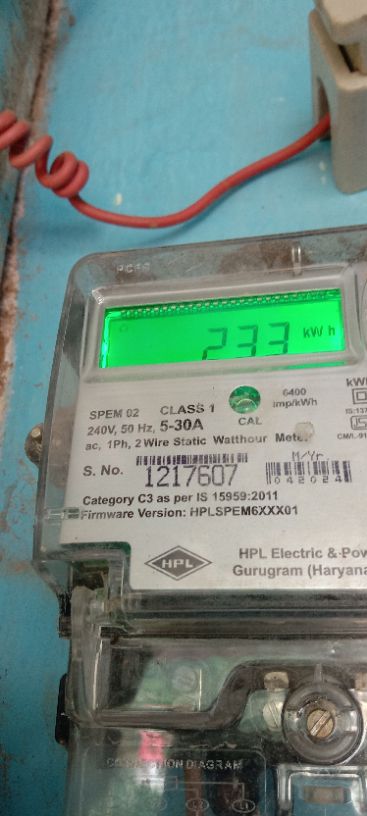 233 kWh
SPEM 02 CLASS 1
6400
imp/kWh
240V, 50 Hz, 5-30A
CAL
ac, 1Ph, 2 Wire Static Watthour Meter
M/Yr.
S. No. 1217607
042024
Category C3 as per IS 15959:2011
Firmware Version: HPLSPEM6XXX01
HPL
HPL Electric & Pow
Gurugram (Haryana
CONNECTION DIAGRAM